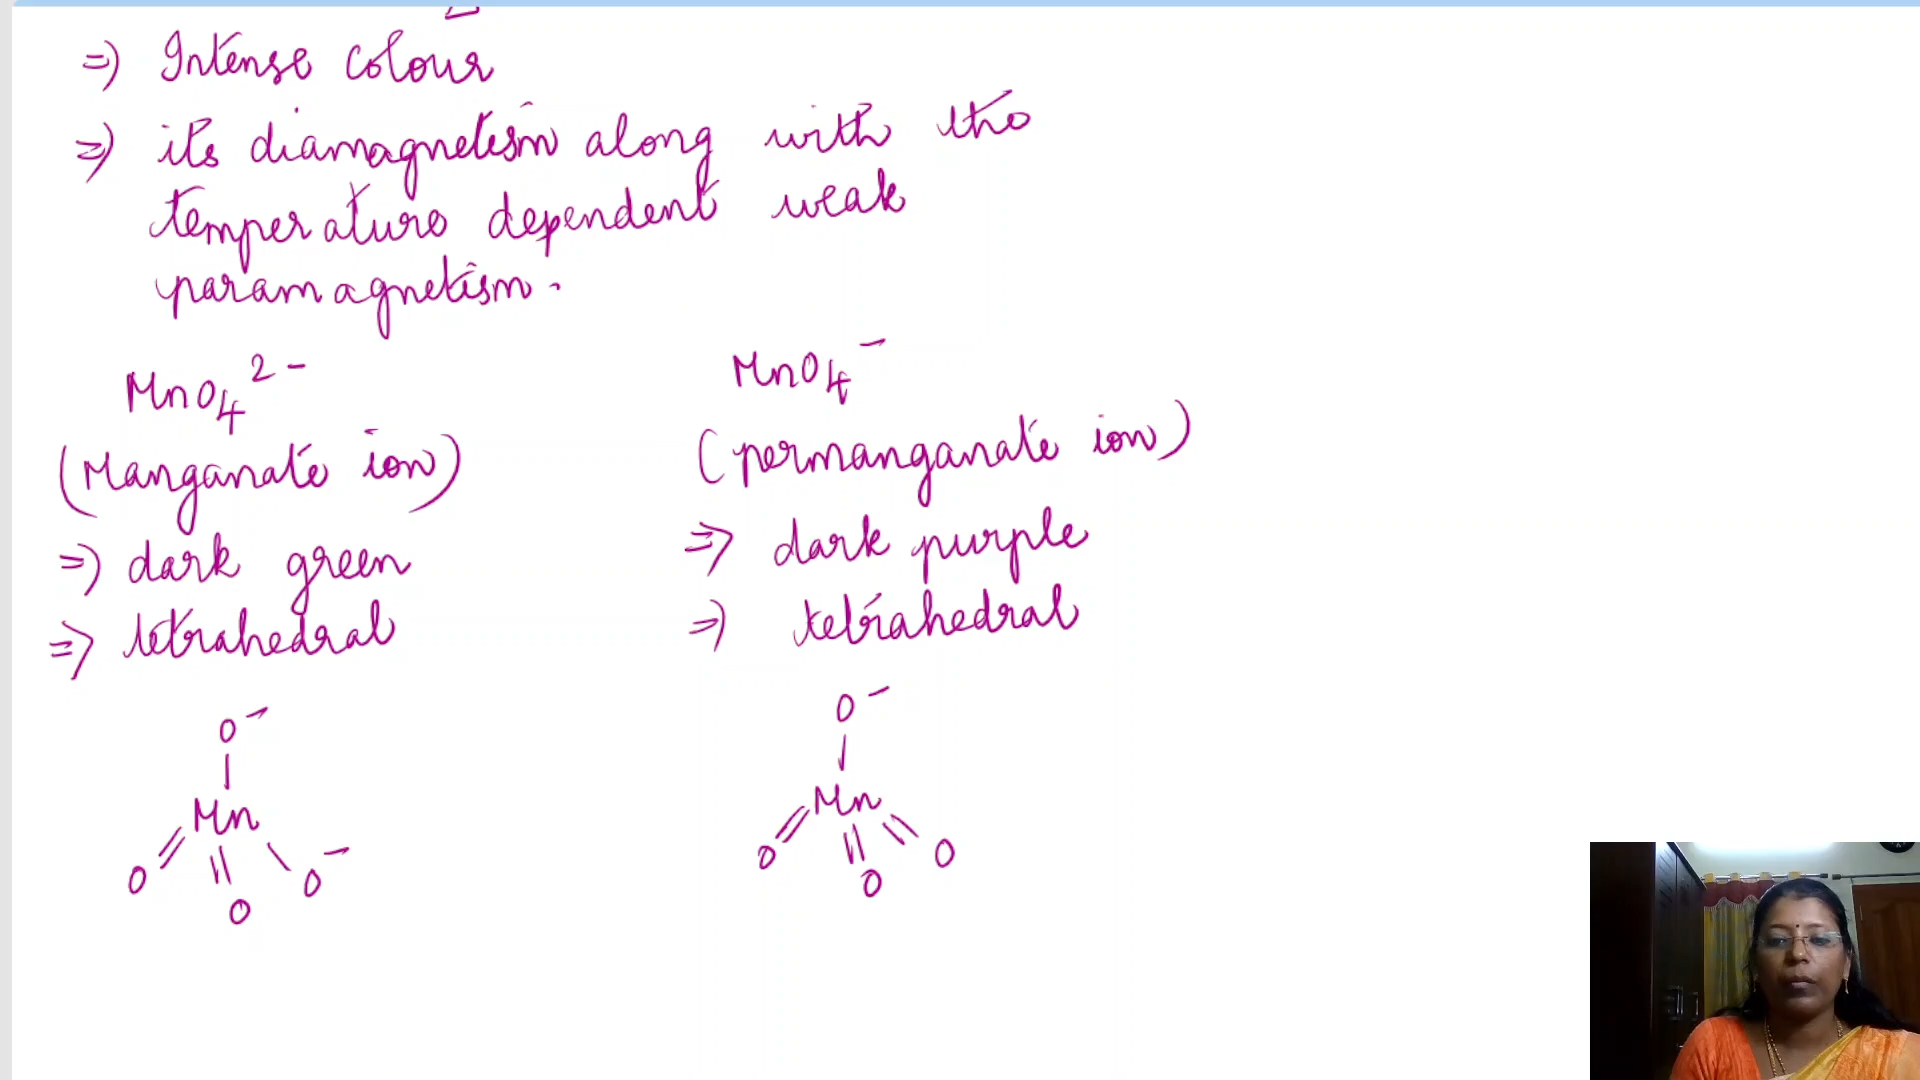 => Intense colour
=> its diamagnetism along with the
temperature dependent weak
paramagnetism.
MnO4 2-
MnO4 -
(Manganate ion)
(permanganate ion)
=> dark green
=> dark purple
=> tetrahedral
=> tetrahedral
O-
O-
Mn
Mn
O
O
O-
O
O
O